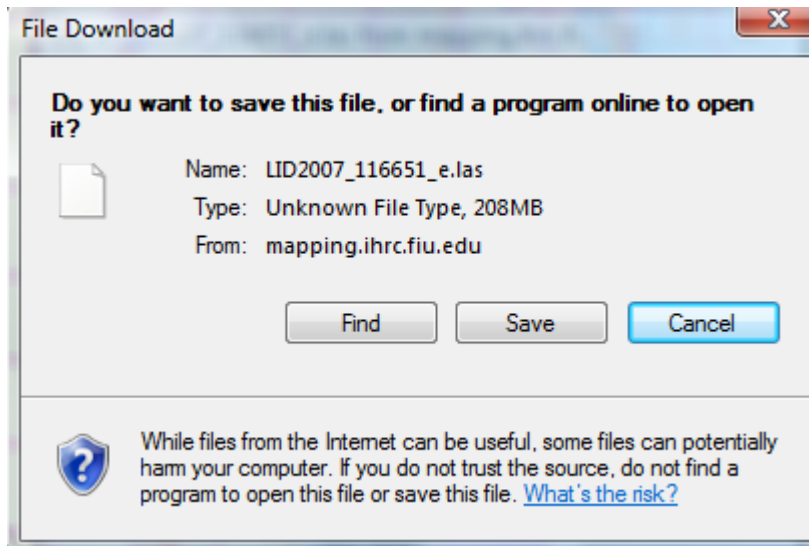 File Download
Do you want to save this file, or find a program online to open
it?
Name: LID2007_116651_e.las
Type: Unknown File Type, 208MB
From: mapping.ihrc.fiu.edu
Find Save Cancel
While files from the Internet can be useful, some files can potentially
harm your computer. If you do not trust the source, do not find a
program to open this file or save this file. What's the risk?